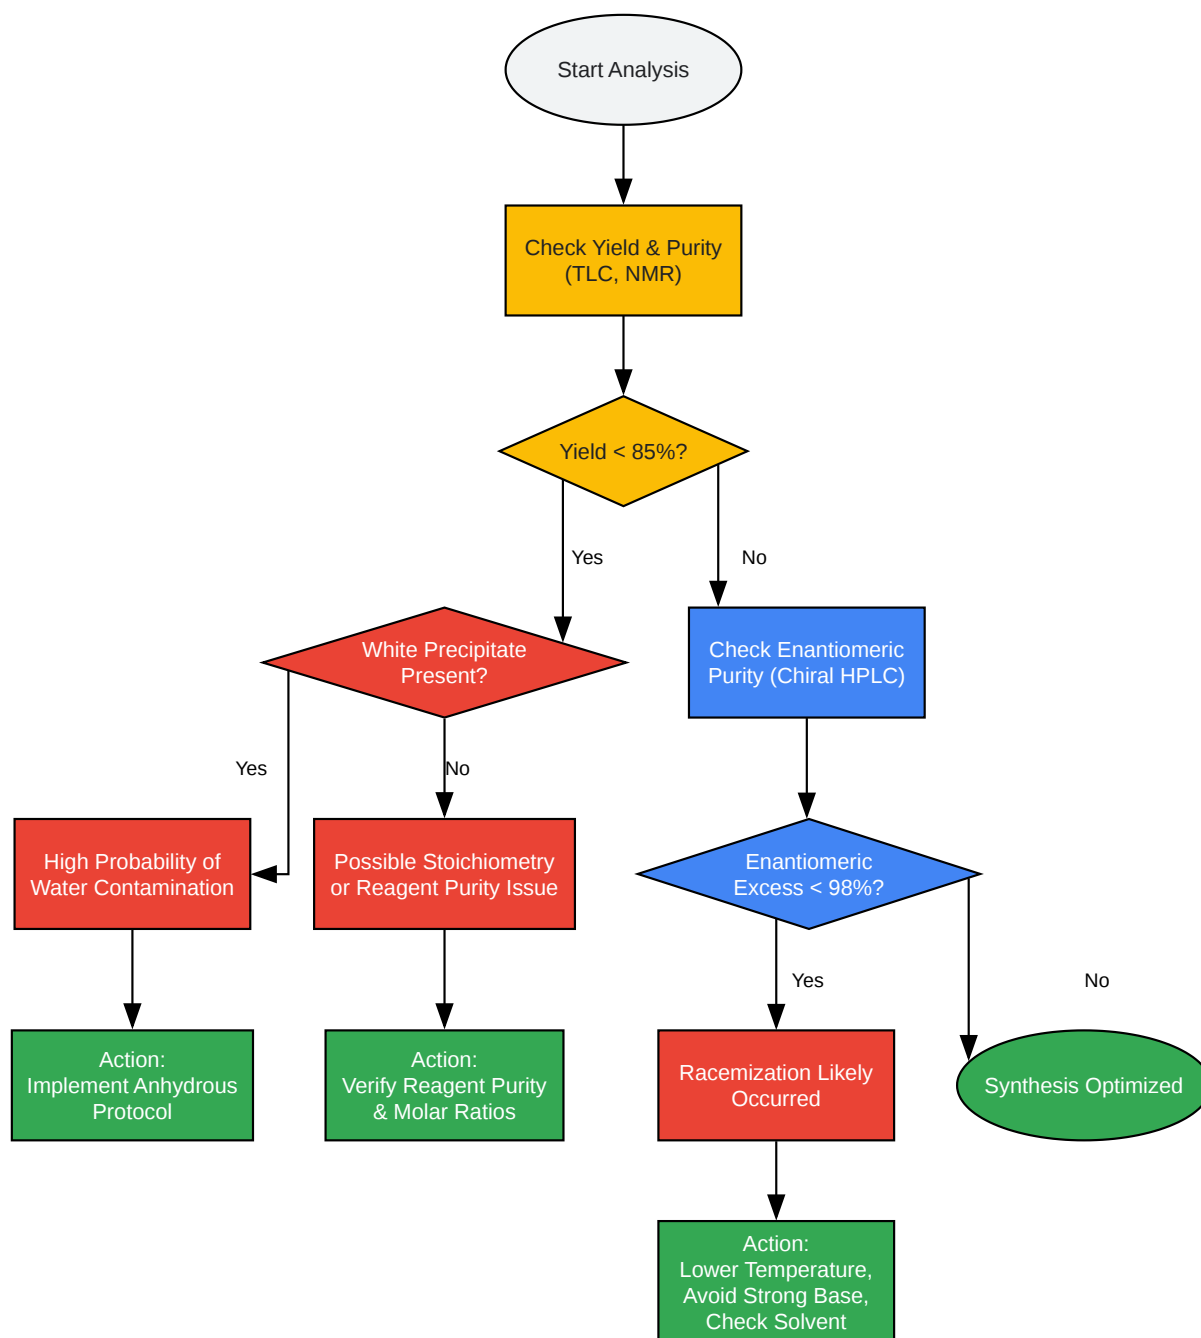 Start Analysis
Check Yield & Purity
(TLC, NMR)
Yield < 85%?
Yes
No
White Precipitate
Present?
Check Enantiomeric
Purity (Chiral HPLC)
Yes
No
High Probability of
Water Contamination
Possible Stoichiometry
or Reagent Purity Issue
Enantiomeric
Excess < 98%?
Yes
No
Action:
Implement Anhydrous
Protocol
Action:
Verify Reagent Purity
& Molar Ratios
Racemization Likely
Occurred
Synthesis Optimized
Action:
Lower Temperature,
Avoid Strong Base,
Check Solvent